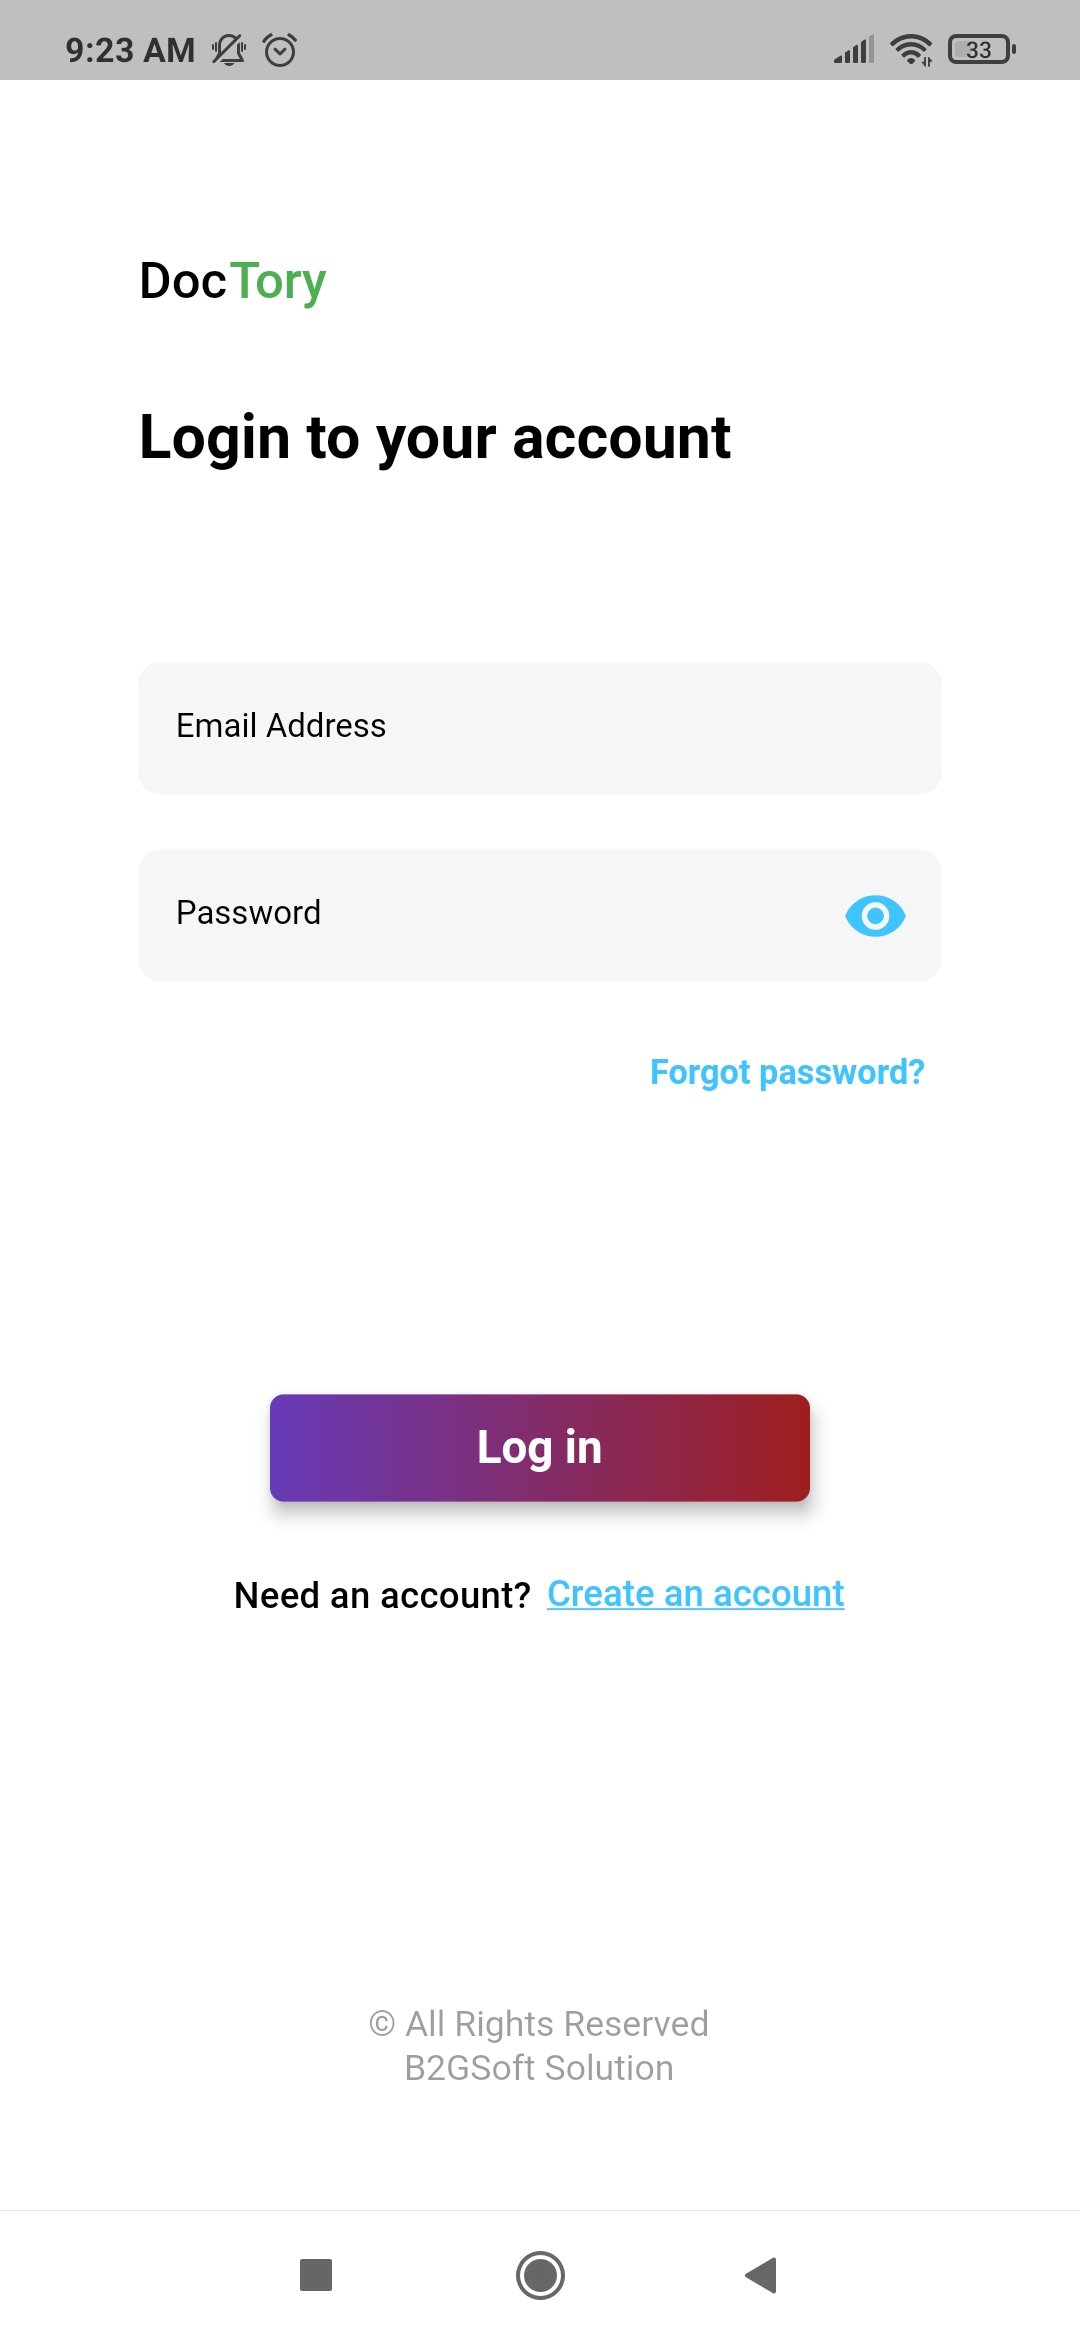 9:23 AM 33
DocTory
Login to your account
Email Address
Password
Forgot password?
Log in
Need an account? Create an account
© All Rights Reserved
B2GSoft Solution